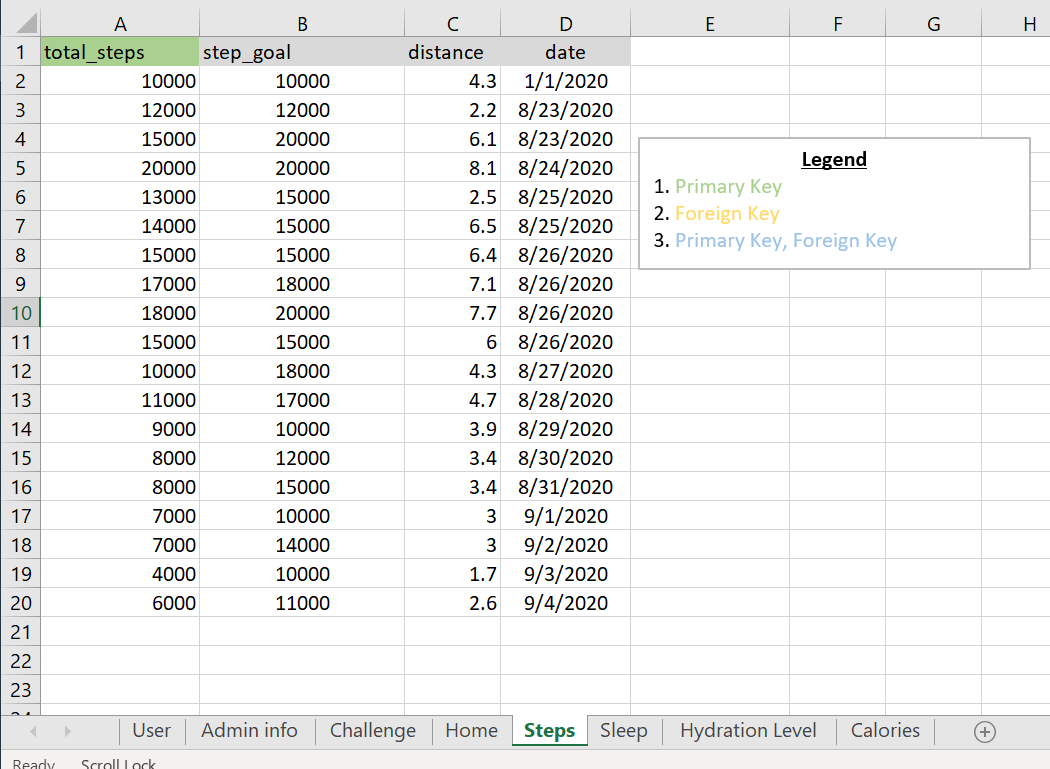 A B C D E F G H
1 total_steps step_goal distance date
2 10000 10000 4.3 1/1/2020
3 12000 12000 2.2 8/23/2020
4 15000 20000 6.1 8/23/2020
5 20000 20000 8.1 8/24/2020
6 13000 15000 2.5 8/25/2020
7 14000 15000 6.5 8/25/2020
8 15000 15000 6.4 8/26/2020
9 17000 18000 7.1 8/26/2020
10 18000 20000 7.7 8/26/2020
11 15000 15000 6 8/26/2020
12 10000 18000 4.3 8/27/2020
13 11000 17000 4.7 8/28/2020
14 9000 10000 3.9 8/29/2020
15 8000 12000 3.4 8/30/2020
16 8000 15000 3.4 8/31/2020
17 7000 10000 3 9/1/2020
18 7000 14000 3 9/2/2020
19 4000 10000 1.7 9/3/2020
20 6000 11000 2.6 9/4/2020
21
22
23
24
Legend
1. Primary Key
2. Foreign Key
3. Primary Key, Foreign Key
User Admin info Challenge Home Steps Sleep Hydration Level Calories
Ready Scroll Lock